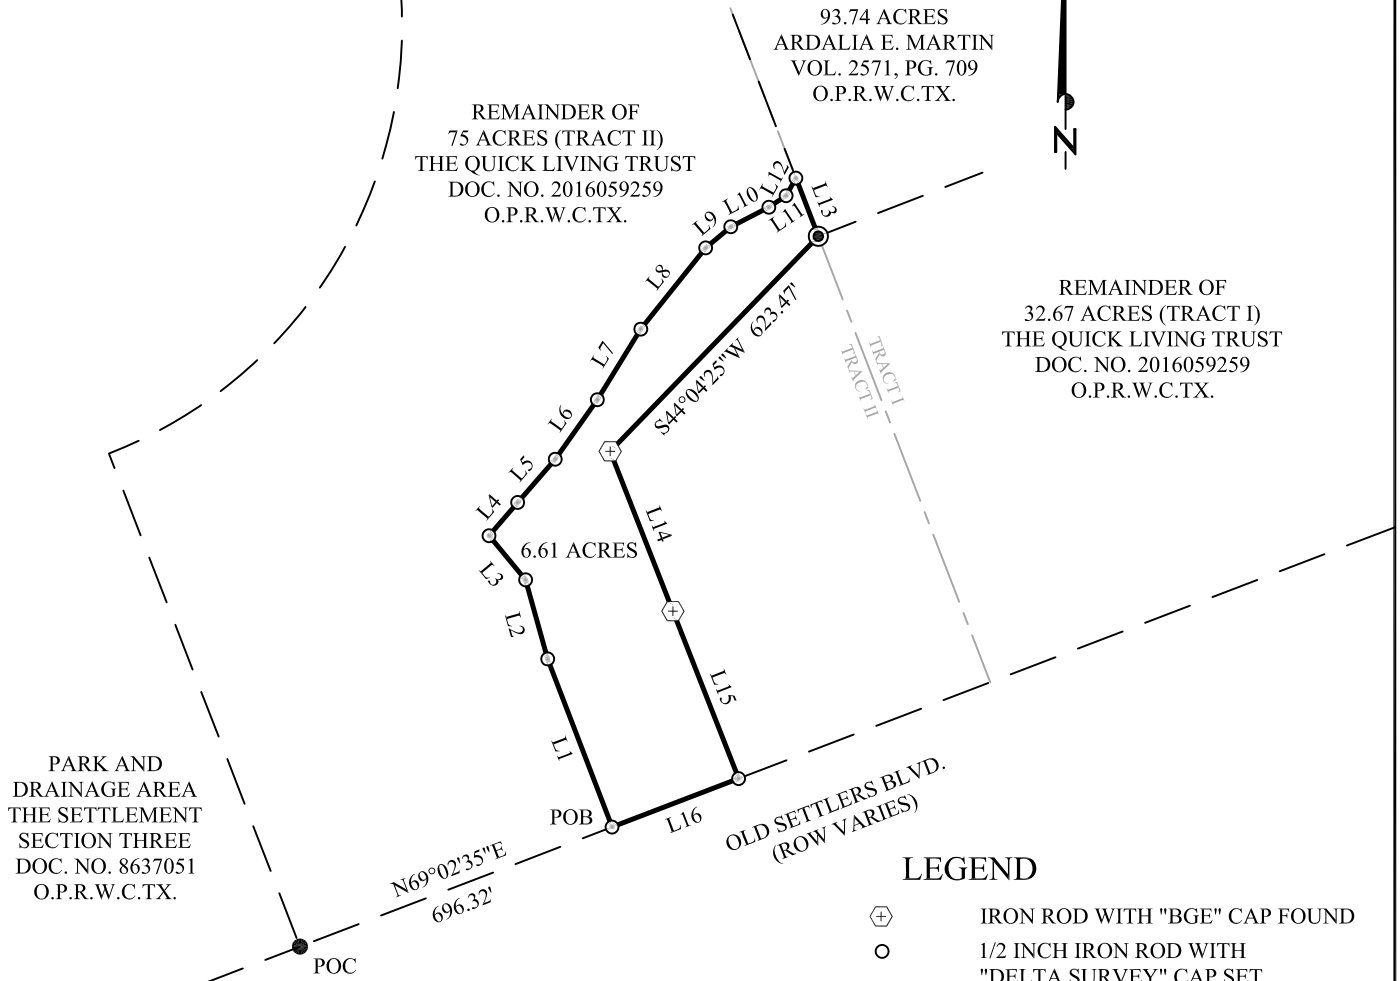 93.74 ACRES
ARDALIA E. MARTIN
VOL. 2571, PG. 709
O.P.R.W.C.TX.
N
REMAINDER OF
75 ACRES (TRACT II)
THE QUICK LIVING TRUST
DOC. NO. 2016059259
O.P.R.W.C.TX.
L12
L13
L10
L9
L11
L8
REMAINDER OF
32.67 ACRES (TRACT I)
THE QUICK LIVING TRUST
DOC. NO. 2016059259
O.P.R.W.C.TX.
S44°04'25"W 623.47'
TRACT I
TRACT II
L7
L6
L5
L4
L14
6.61 ACRES
L3
L2
L15
L1
PARK AND
DRAINAGE AREA
THE SETTLEMENT
SECTION THREE
DOC. NO. 8637051
O.P.R.W.C.TX.
POB
L16
OLD SETTLERS BLVD.
(ROW VARIES)
N69°02'35"E
696.32'
POC
LEGEND
IRON ROD WITH "BGE" CAP FOUND
1/2 INCH IRON ROD WITH
"DELTA SURVEY" CAP SET